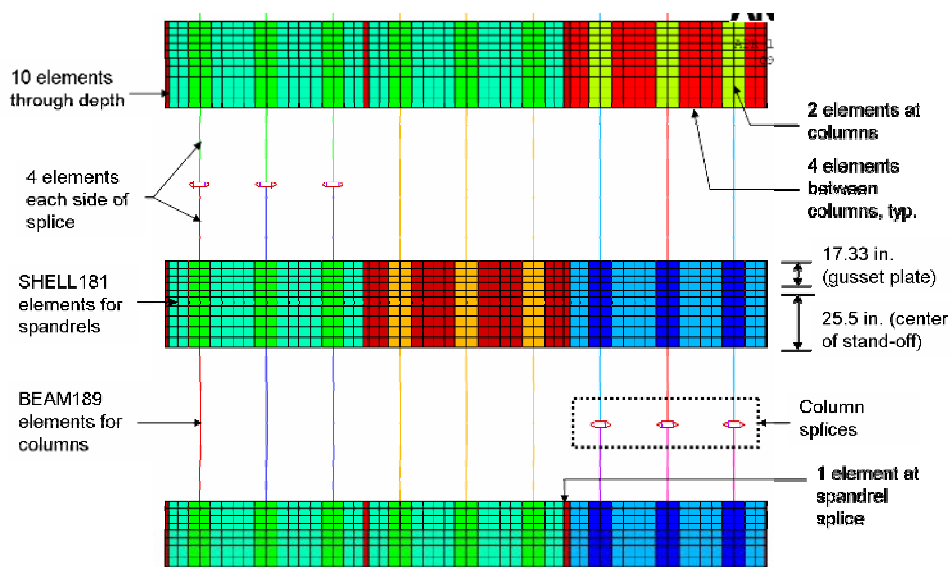 10 elements
through depth
2 elements at
columns
4 elements
between
columns, typ.
4 elements
each side of
splice
17.33 in.
(gusset plate)
SHELL181
elements for
spandrels
25.5 in. (center
of stand-off)
BEAM189
elements for
columns
Column
splices
1 element at
spandrel
splice